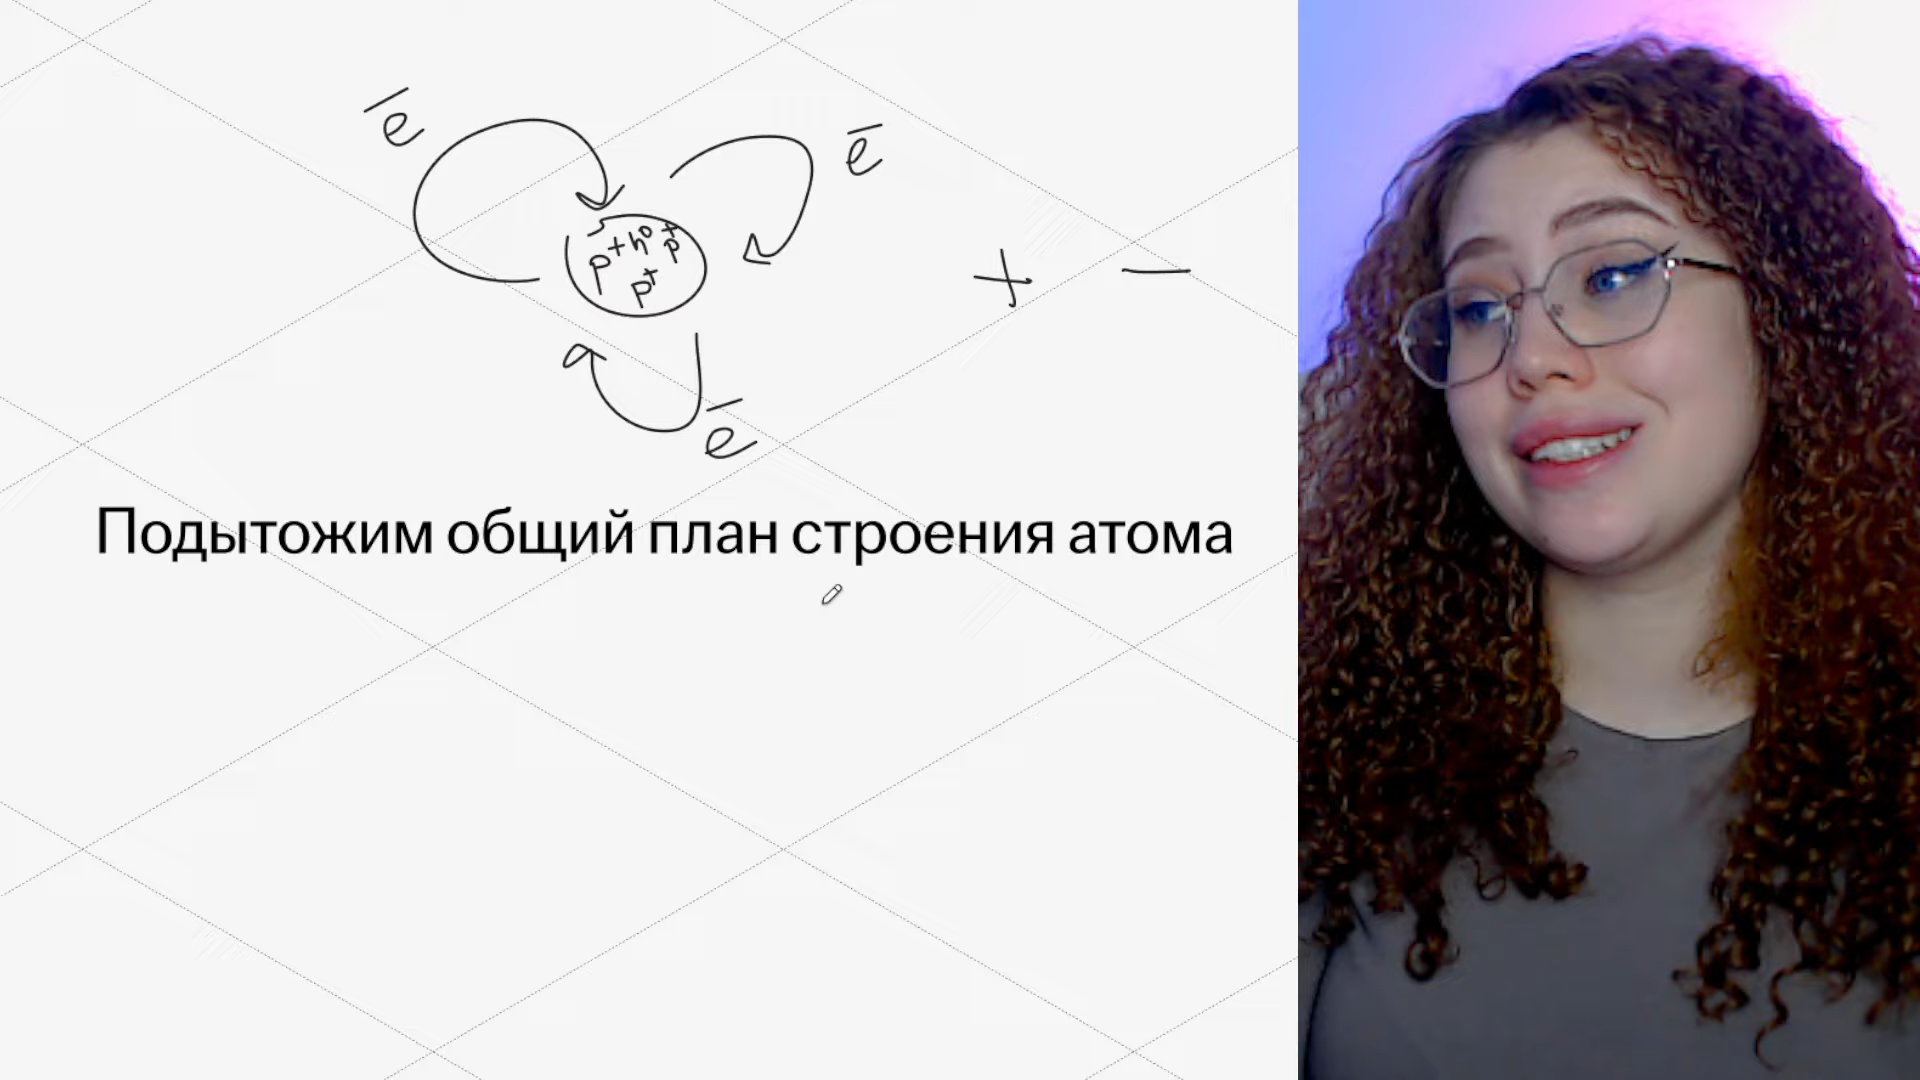 ē
ē
p⁺ n⁰ p⁺
p⁺
+ −
ē
Подытожим общий план строения атома